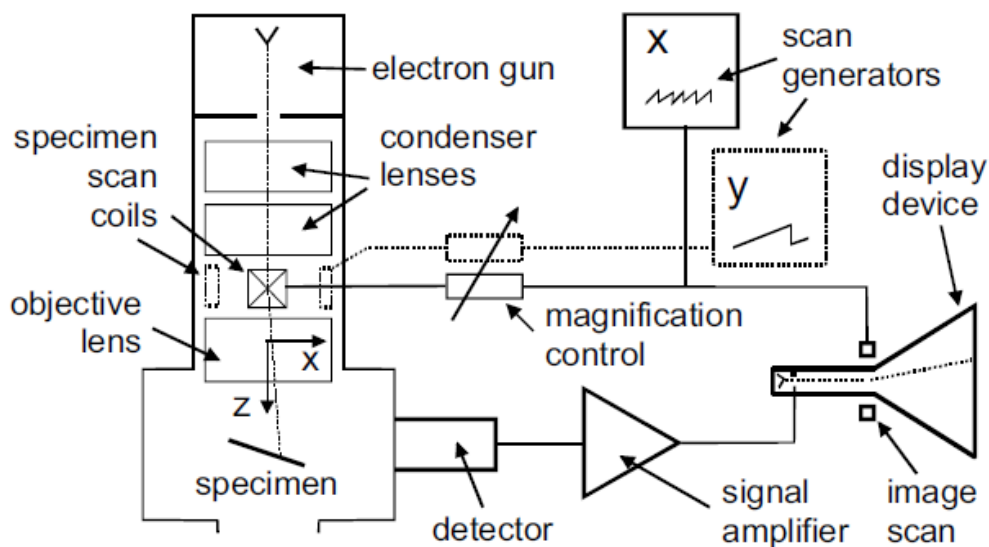 electron gun
specimen
scan
coils
condenser
lenses
objective
lens
x
z
specimen
detector
x
scan
generators
y
display
device
magnification
control
signal
amplifier
image
scan